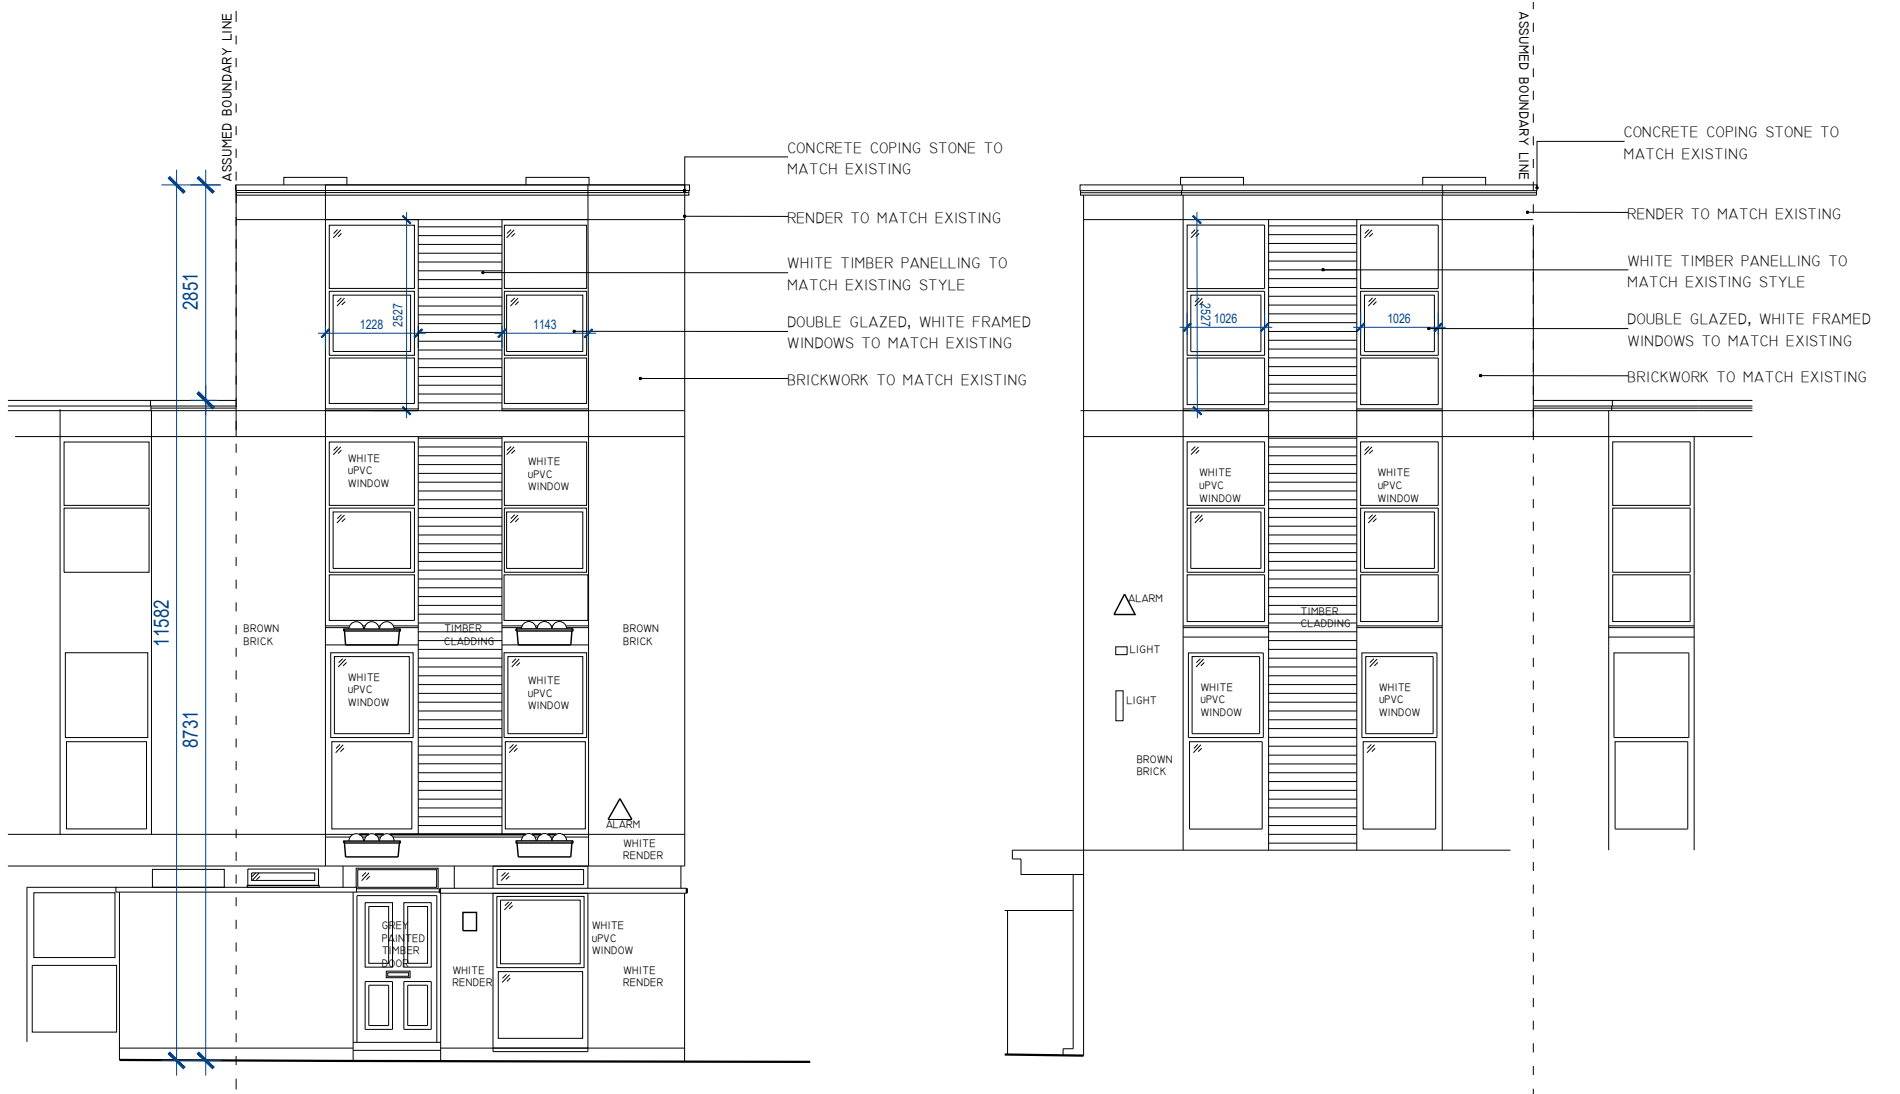 ASSUMED BOUNDARY LINE
CONCRETE COPING STONE TO
MATCH EXISTING
RENDER TO MATCH EXISTING
WHITE TIMBER PANELLING TO
MATCH EXISTING STYLE
DOUBLE GLAZED, WHITE FRAMED
WINDOWS TO MATCH EXISTING
BRICKWORK TO MATCH EXISTING
2851
11582
8731
1228
2527
1143
WHITE
uPVC
WINDOW
WHITE
uPVC
WINDOW
BROWN
BRICK
TIMBER
CLADDING
BROWN
BRICK
WHITE
uPVC
WINDOW
WHITE
uPVC
WINDOW
ALARM
WHITE
RENDER
GREY
PAINTED
TIMBER
DOOR
WHITE
RENDER
WHITE
uPVC
WINDOW
WHITE
RENDER
ASSUMED BOUNDARY LINE
CONCRETE COPING STONE TO
MATCH EXISTING
RENDER TO MATCH EXISTING
WHITE TIMBER PANELLING TO
MATCH EXISTING STYLE
DOUBLE GLAZED, WHITE FRAMED
WINDOWS TO MATCH EXISTING
BRICKWORK TO MATCH EXISTING
2527
1026
1026
WHITE
uPVC
WINDOW
WHITE
uPVC
WINDOW
ALARM
TIMBER
CLADDING
LIGHT
LIGHT
WHITE
uPVC
WINDOW
WHITE
uPVC
WINDOW
BROWN
BRICK